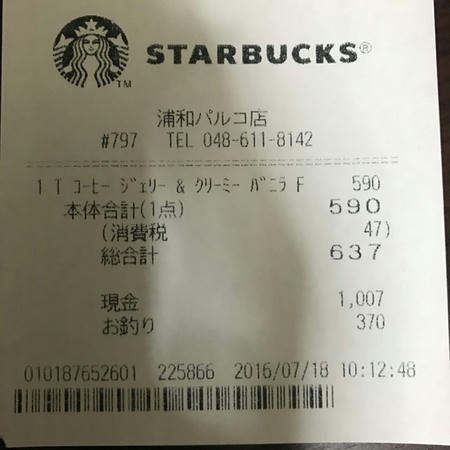 STARBUCKS®
TM
浦和パルコ店
#797 TEL 048-611-8142
1 T ｺｰﾋｰ ｼﾞｪﾘｰ & ｸﾘｰﾐｰ ﾊﾞﾆﾗ F 590
本体合計(1点) 590
(消費税 47)
総合計 637
現金 1,007
お釣り 370
010187652601 225866 2016/07/18 10:12:48